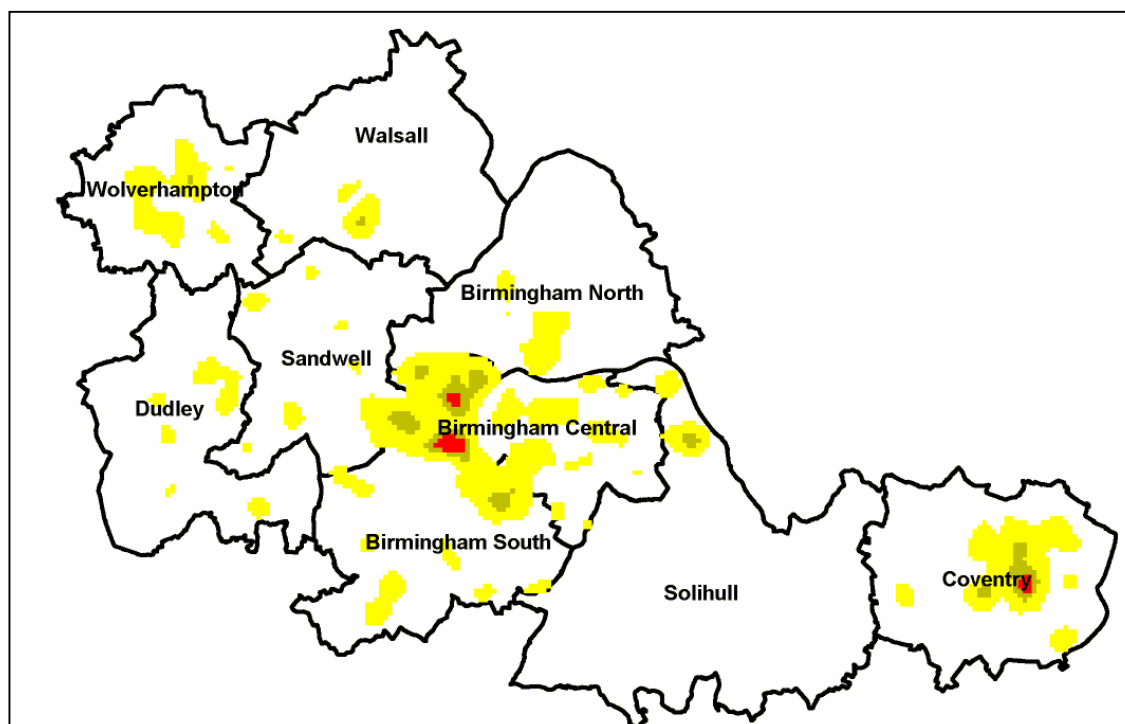 Walsall
Wolverhampton
Birmingham North
Sandwell
Dudley
Birmingham Central
Birmingham South
Coventry
Solihull